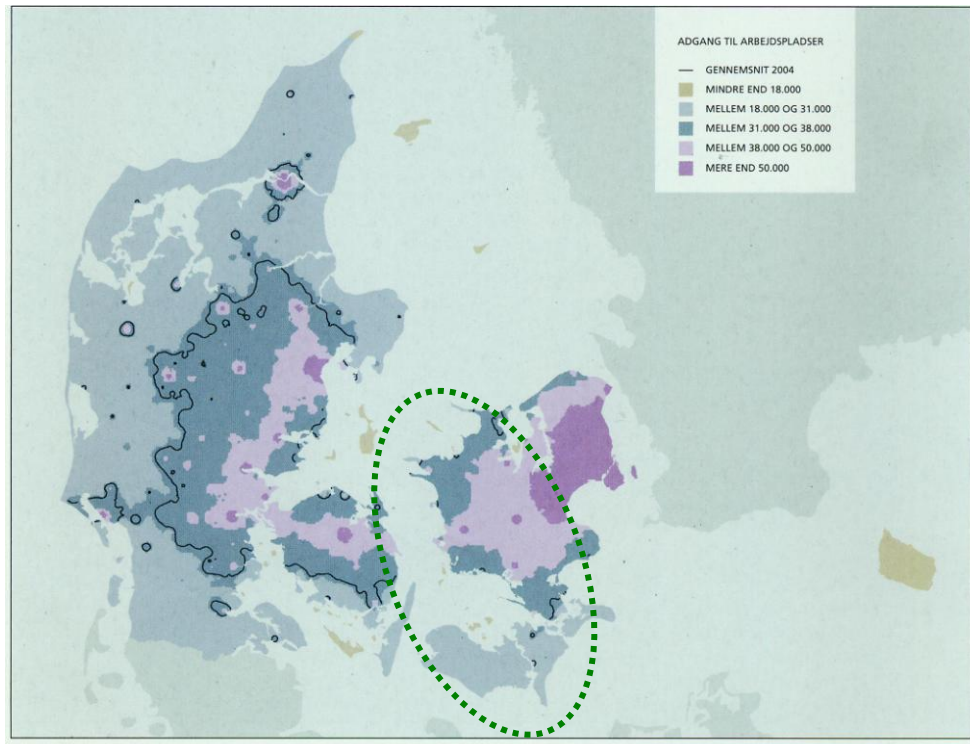 ADGANG TIL ARBEJDSPLADSER
GENNEMSNIT 2004
MINDRE END 18.000
MELLEM 18.000 OG 31.000
MELLEM 31.000 OG 38.000
MELLEM 38.000 OG 50.000
MERE END 50.000